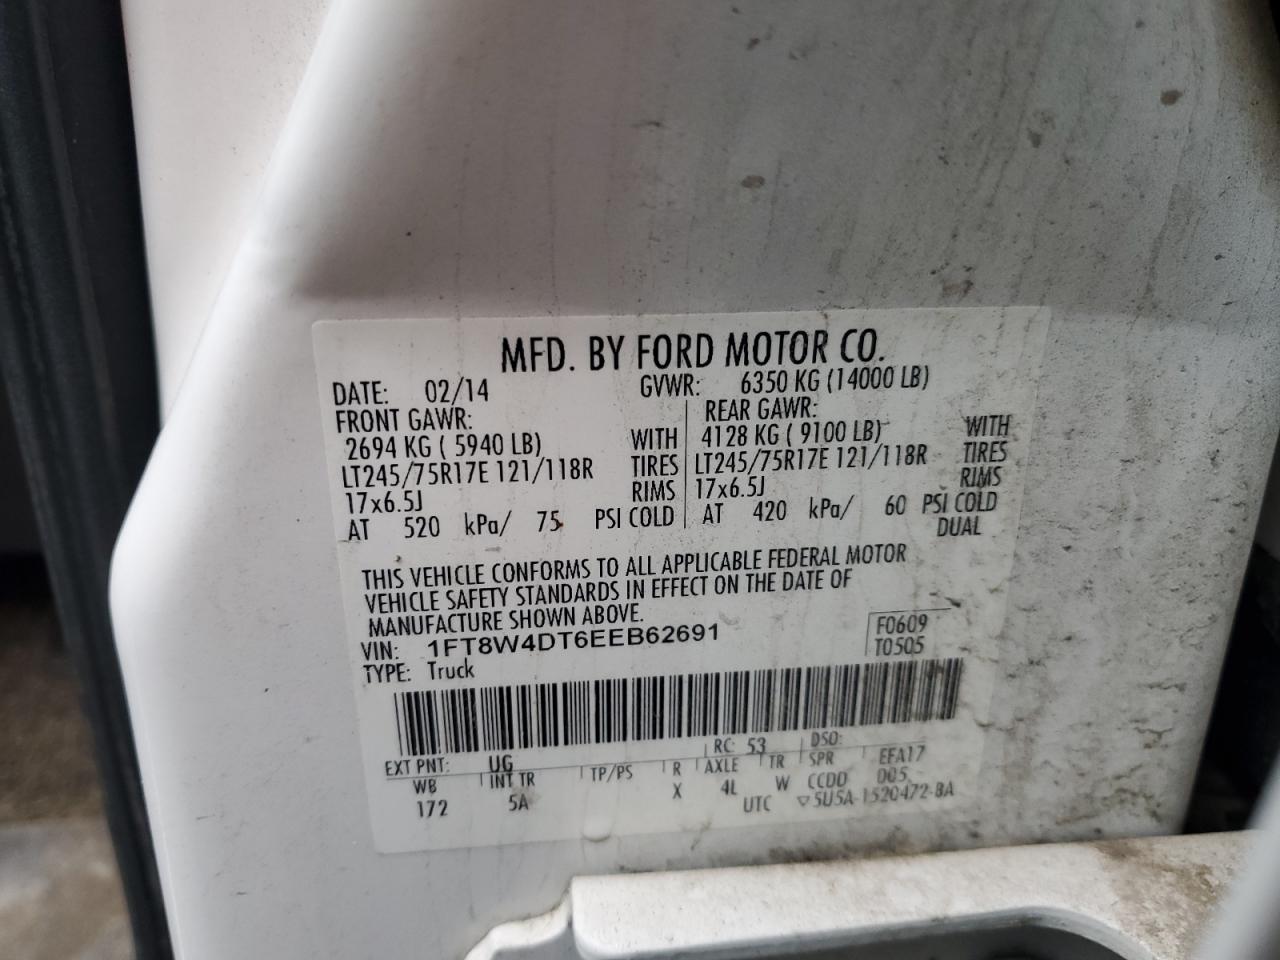 MFD. BY FORD MOTOR CO.
DATE: 02/14 GVWR: 6350 KG (14000 LB)
FRONT GAWR: REAR GAWR:
2694 KG ( 5940 LB) WITH 4128 KG ( 9100 LB) WITH
LT245/75R17E 121/118R TIRES LT245/75R17E 121/118R TIRES
17x6.5J RIMS 17x6.5J RIMS
AT 520 kPa/ 75 PSI COLD AT 420 kPa/ 60 PSI COLD
DUAL
THIS VEHICLE CONFORMS TO ALL APPLICABLE FEDERAL MOTOR
VEHICLE SAFETY STANDARDS IN EFFECT ON THE DATE OF
MANUFACTURE SHOWN ABOVE.
VIN: 1FT8W4DT6EEB62691 F0609
TYPE: Truck T0505
EXT PNT: UG RC: 53 DSO:
WB INT TR TP/PS R AXLE TR SPR EFA17
172 5A X 4L W CCDD 005
UTC ▽5U5A-1520472-BA